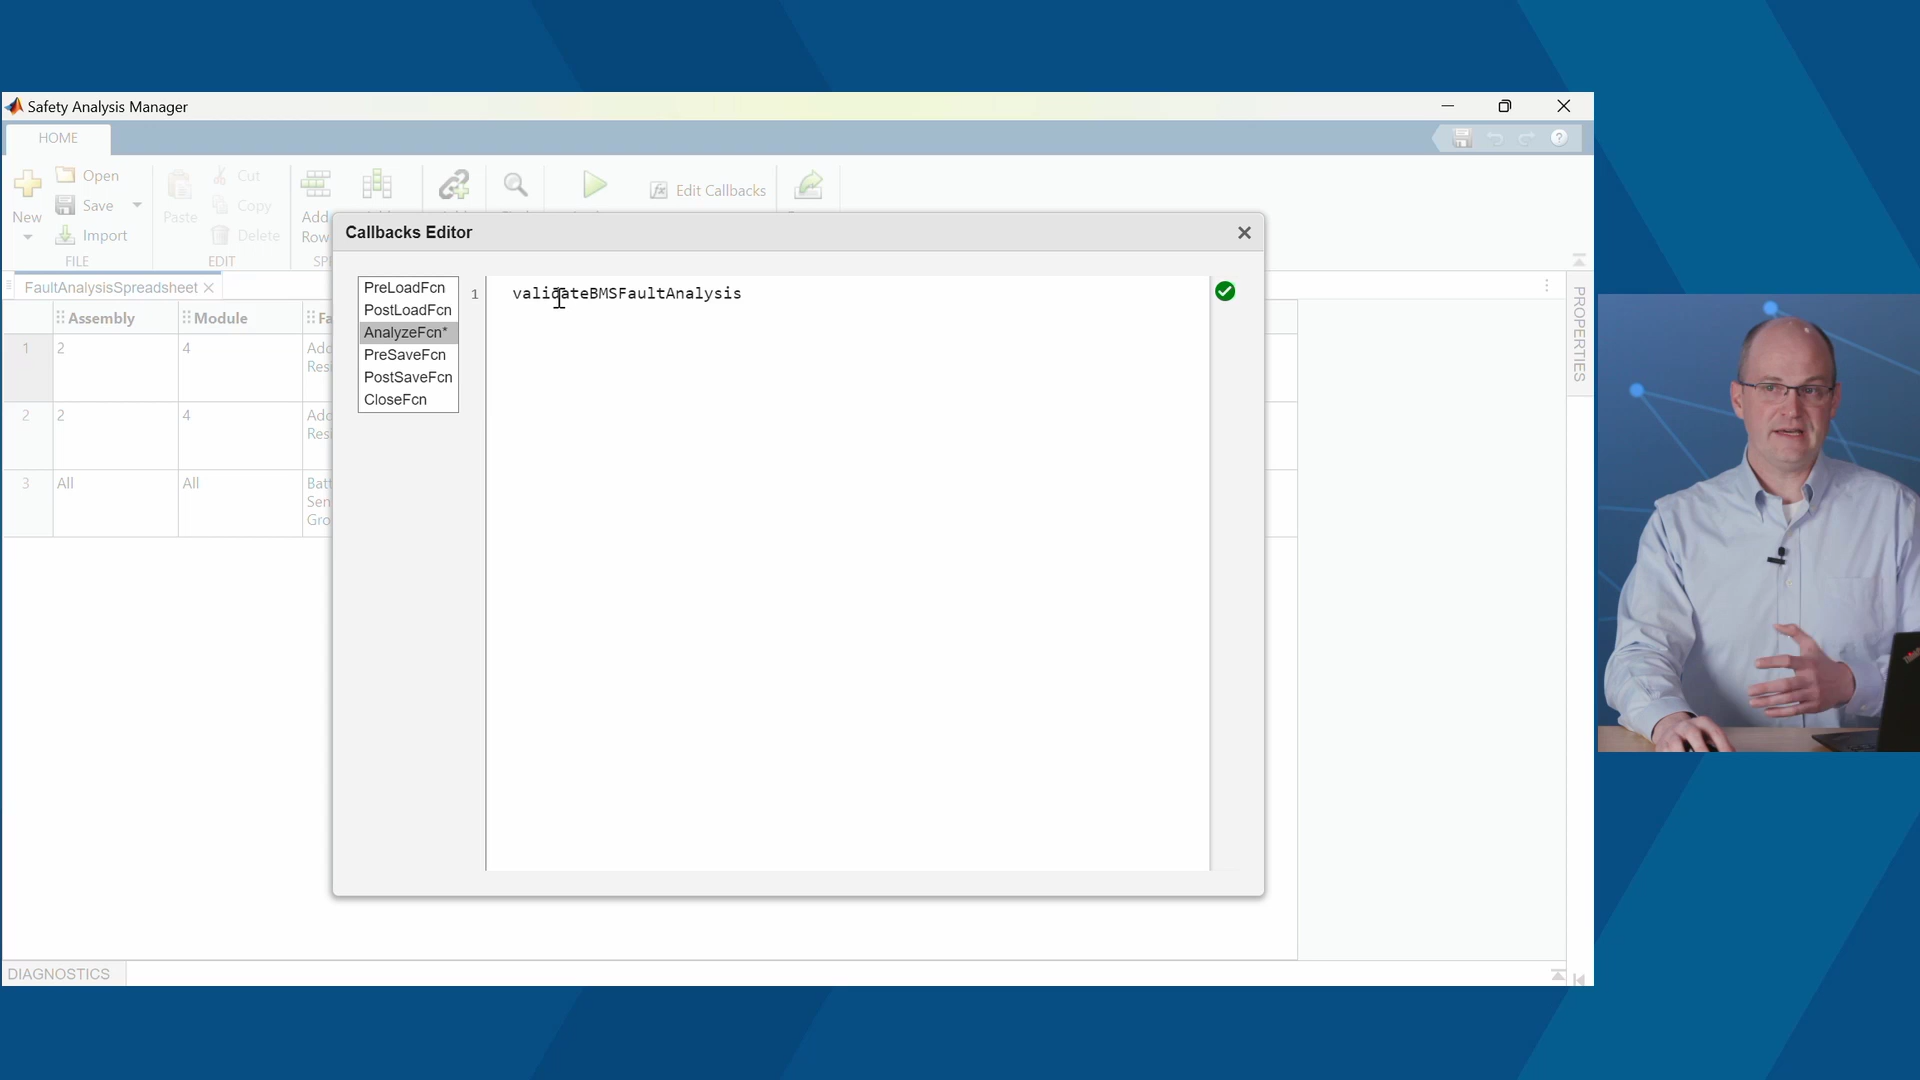 Safety Analysis Manager
HOME
New
Open
Save
Import
FILE
Paste
Cut
Copy
Delete
EDIT
Add
Row
Edit Callbacks
FaultAnalysisSpreadsheet
Assembly
Module
1
2
4
2
2
4
3
All
All
Callbacks Editor
PreLoadFcn
PostLoadFcn
AnalyzeFcn*
PreSaveFcn
PostSaveFcn
CloseFcn
1
validateBMSFaultAnalysis
PROPERTIES
DIAGNOSTICS